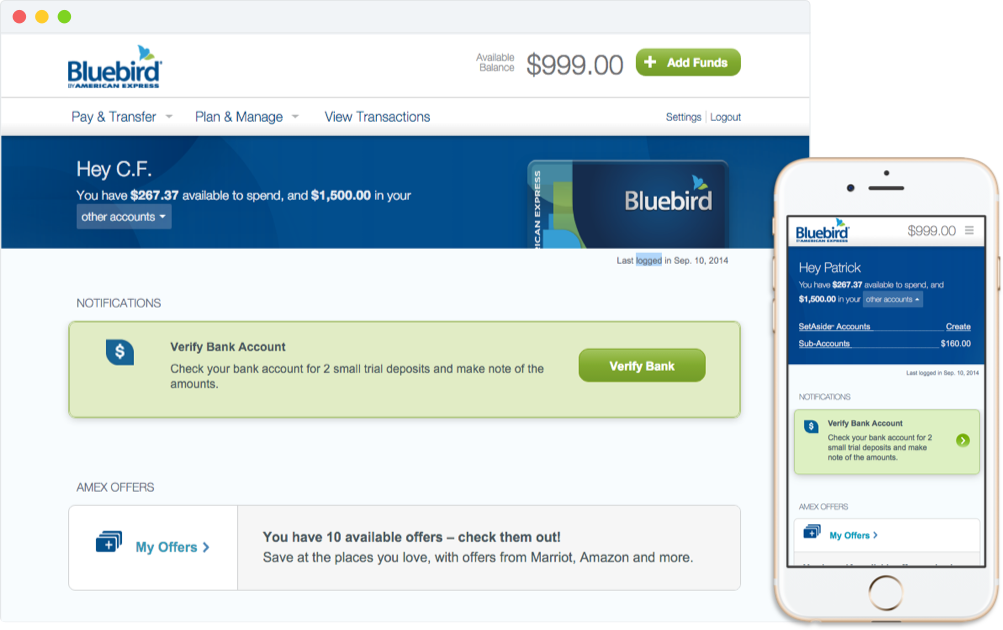 Bluebird
BY AMERICAN EXPRESS
Available
Balance
$999.00
+ Add Funds
Pay & Transfer
Plan & Manage
View Transactions
Settings | Logout
Hey C.F.
You have $267.37 available to spend, and $1,500.00 in your
other accounts
ICAN EXPRESS
Bluebird
Last logged in Sep. 10, 2014
NOTIFICATIONS
$
Verify Bank Account
Check your bank account for 2 small trial deposits and make note of the
amounts.
Verify Bank
AMEX OFFERS
My Offers >
You have 10 available offers – check them out!
Save at the places you love, with offers from Marriot, Amazon and more.
Bluebird
BY AMERICAN EXPRESS
$999.00
Hey Patrick
You have $267.37 available to spend, and
$1,500.00 in your other accounts
SetAside Accounts Create
Sub-Accounts $160.00
Last logged in Sep. 10, 2014
NOTIFICATIONS
$
Verify Bank Account
Check your bank account for 2
small trial deposits and make
note of the amounts.
AMEX OFFERS
My Offers >